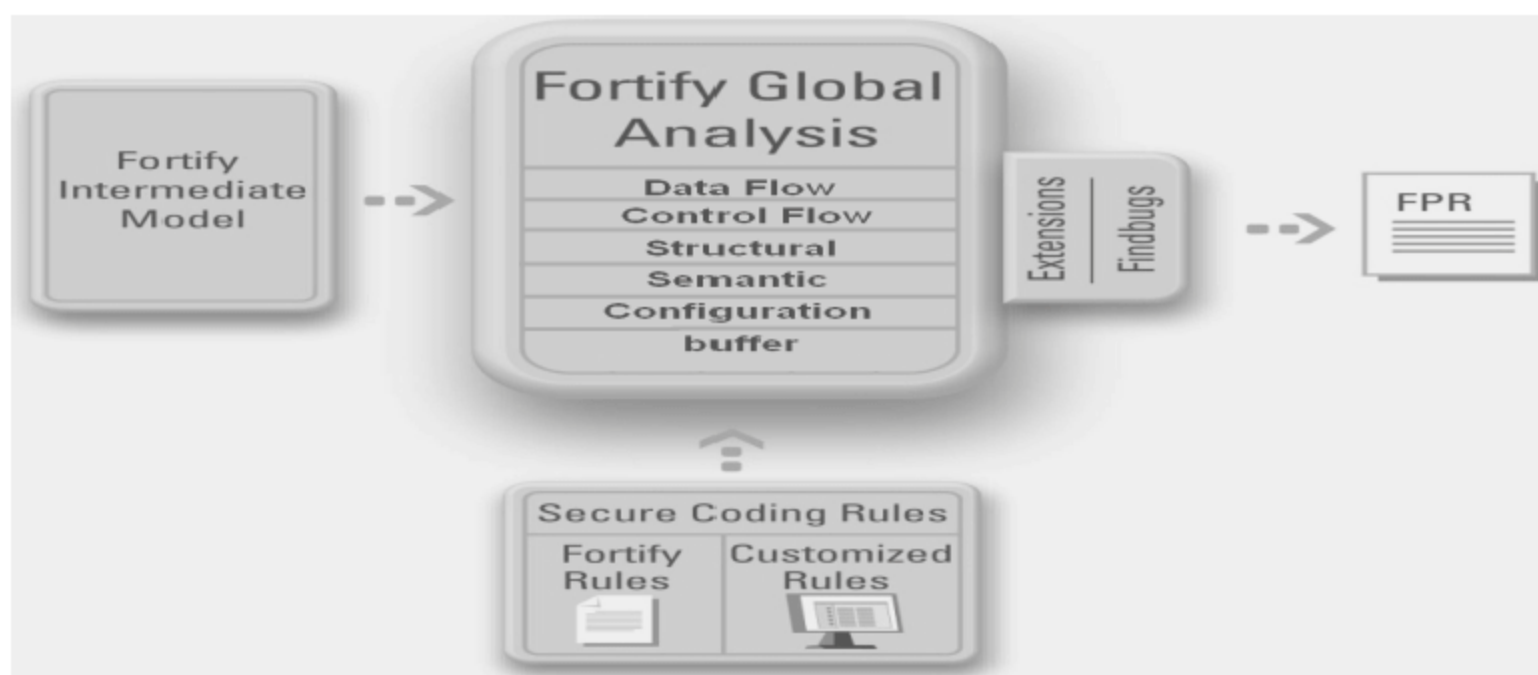 Fortify
Intermediate
Model
Fortify Global
Analysis
Data Flow
Control Flow
Structural
Semantic
Configuration
buffer
Extensions
Findbugs
FPR
Secure Coding Rules
Fortify
Rules
Customized
Rules